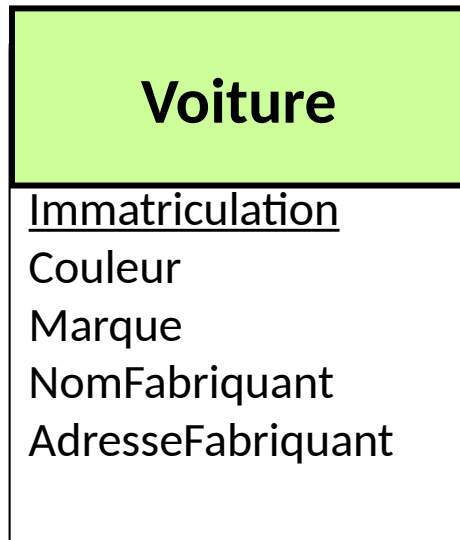 Voiture
Immatriculation
Couleur
Marque
NomFabriquant
AdresseFabriquant